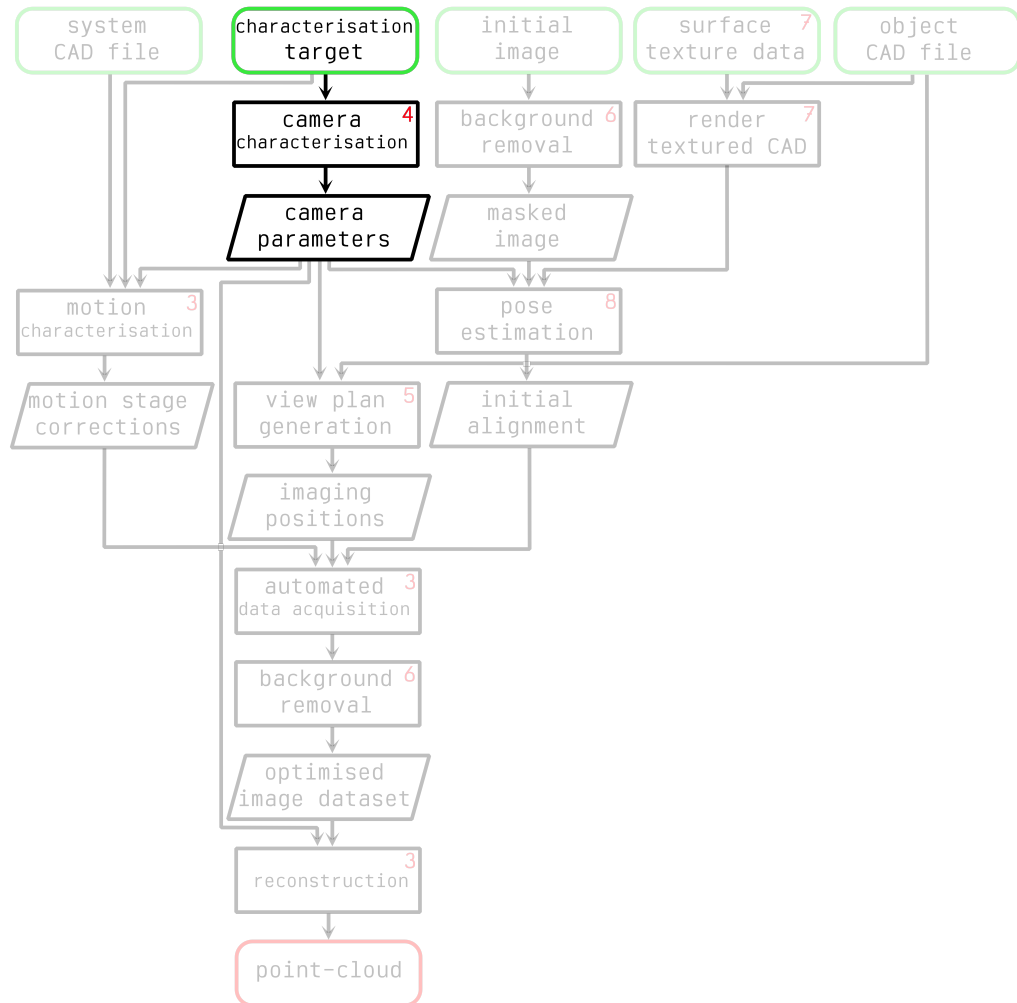 system
CAD file
characterisation
target
initial
image
surface 7
texture data
object
CAD file
camera 4
characterisation
background 6
removal
render 7
textured CAD
camera
parameters
masked
image
motion 3
characterisation
pose 8
estimation
motion stage
corrections
view plan 5
generation
initial
alignment
imaging
positions
automated 3
data acquisition
background 6
removal
optimised
image dataset
3
reconstruction
point-cloud